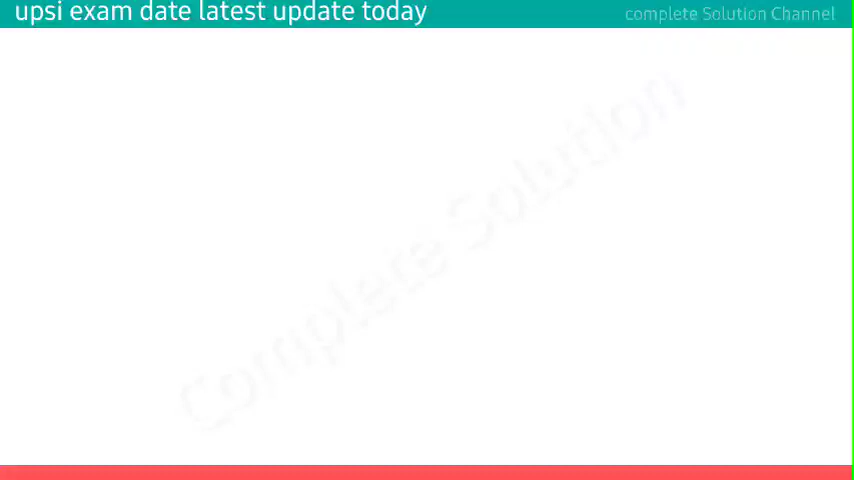 upsi exam date latest update today
complete Solution Channel
Complete Solution